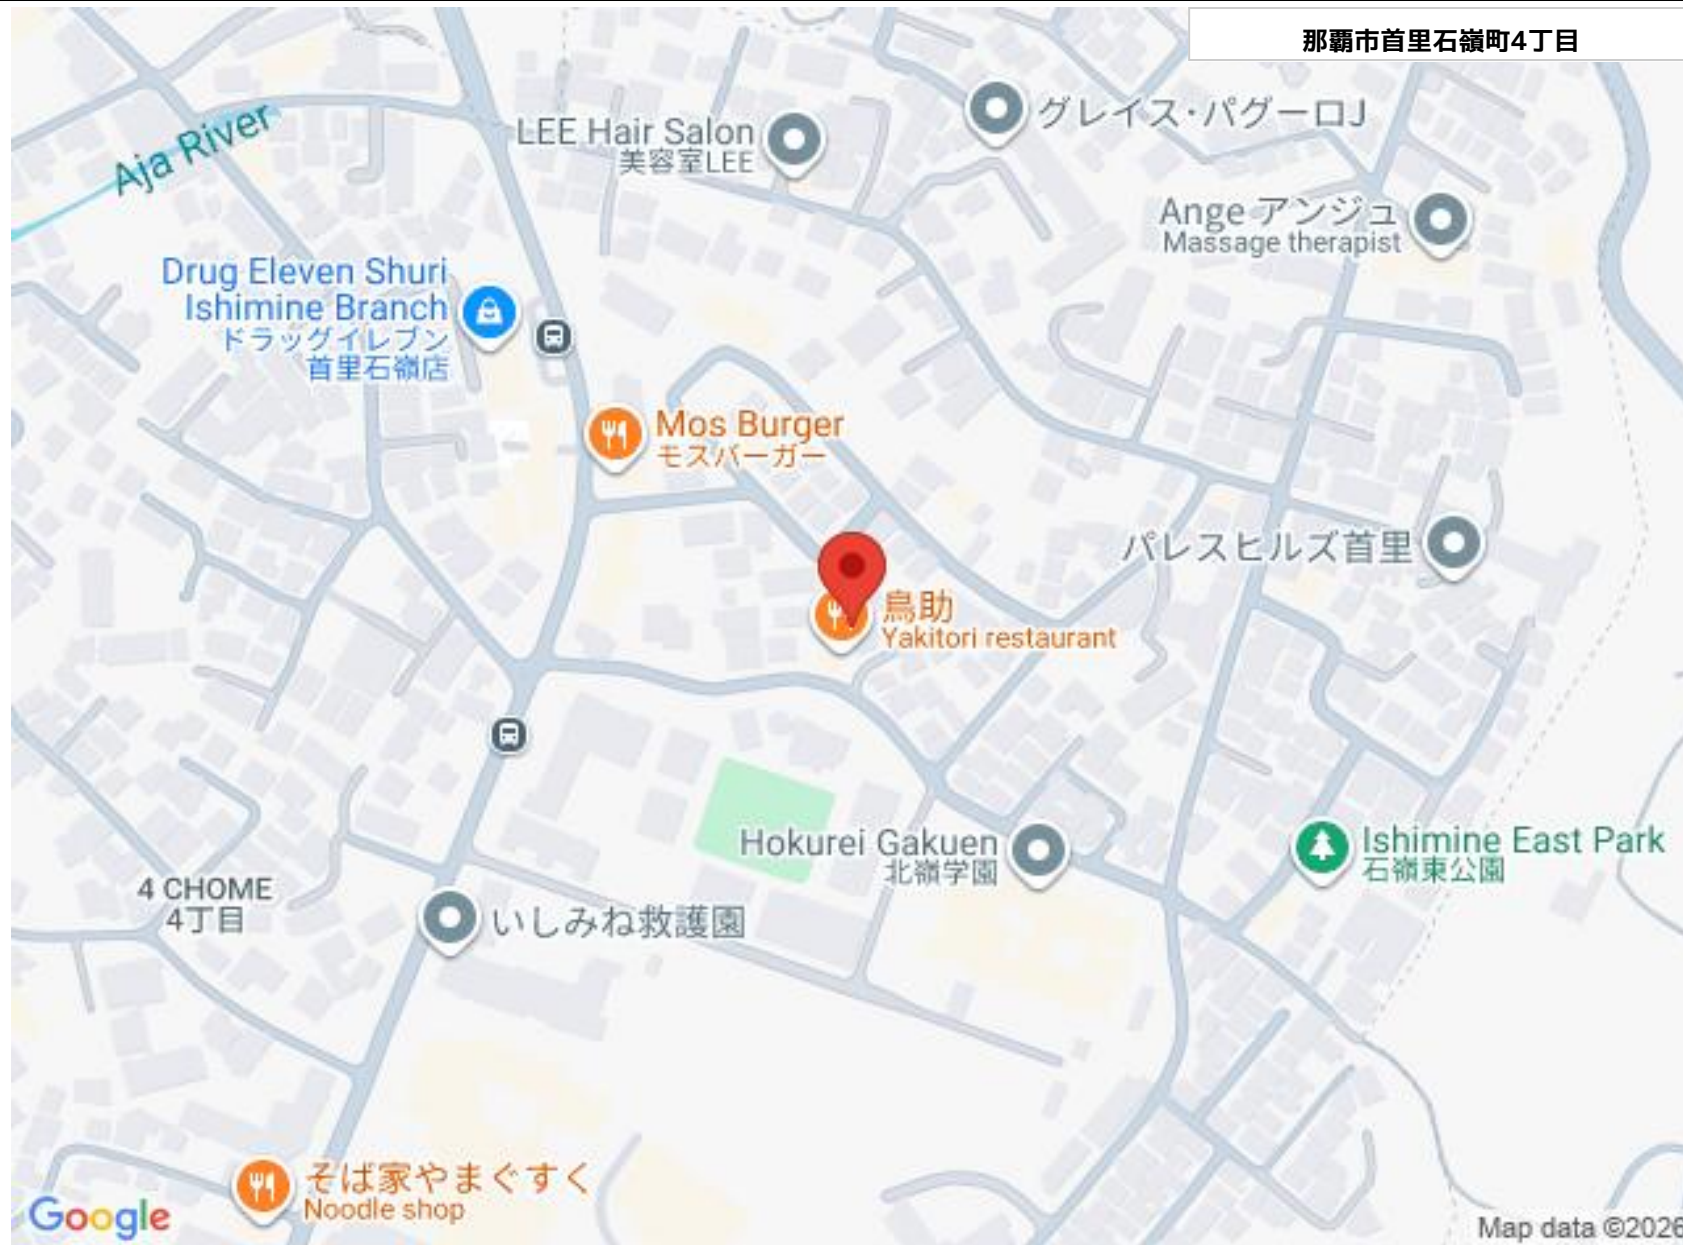 那覇市首里石嶺町4丁目
グレイス・パグーロJ
LEE Hair Salon
美容室LEE
Aja River
Ange アンジュ
Massage therapist
Drug Eleven Shuri
Ishimine Branch
ドラッグイレブン
首里石嶺店
Mos Burger
モスバーガー
パレスヒルズ首里
鳥助
Yakitori restaurant
Hokurei Gakuen
北嶺学園
Ishimine East Park
石嶺東公園
4 CHOME
4丁目
いしみね救護園
そば家やまぐすく
Noodle shop
Google
Map data ©2026